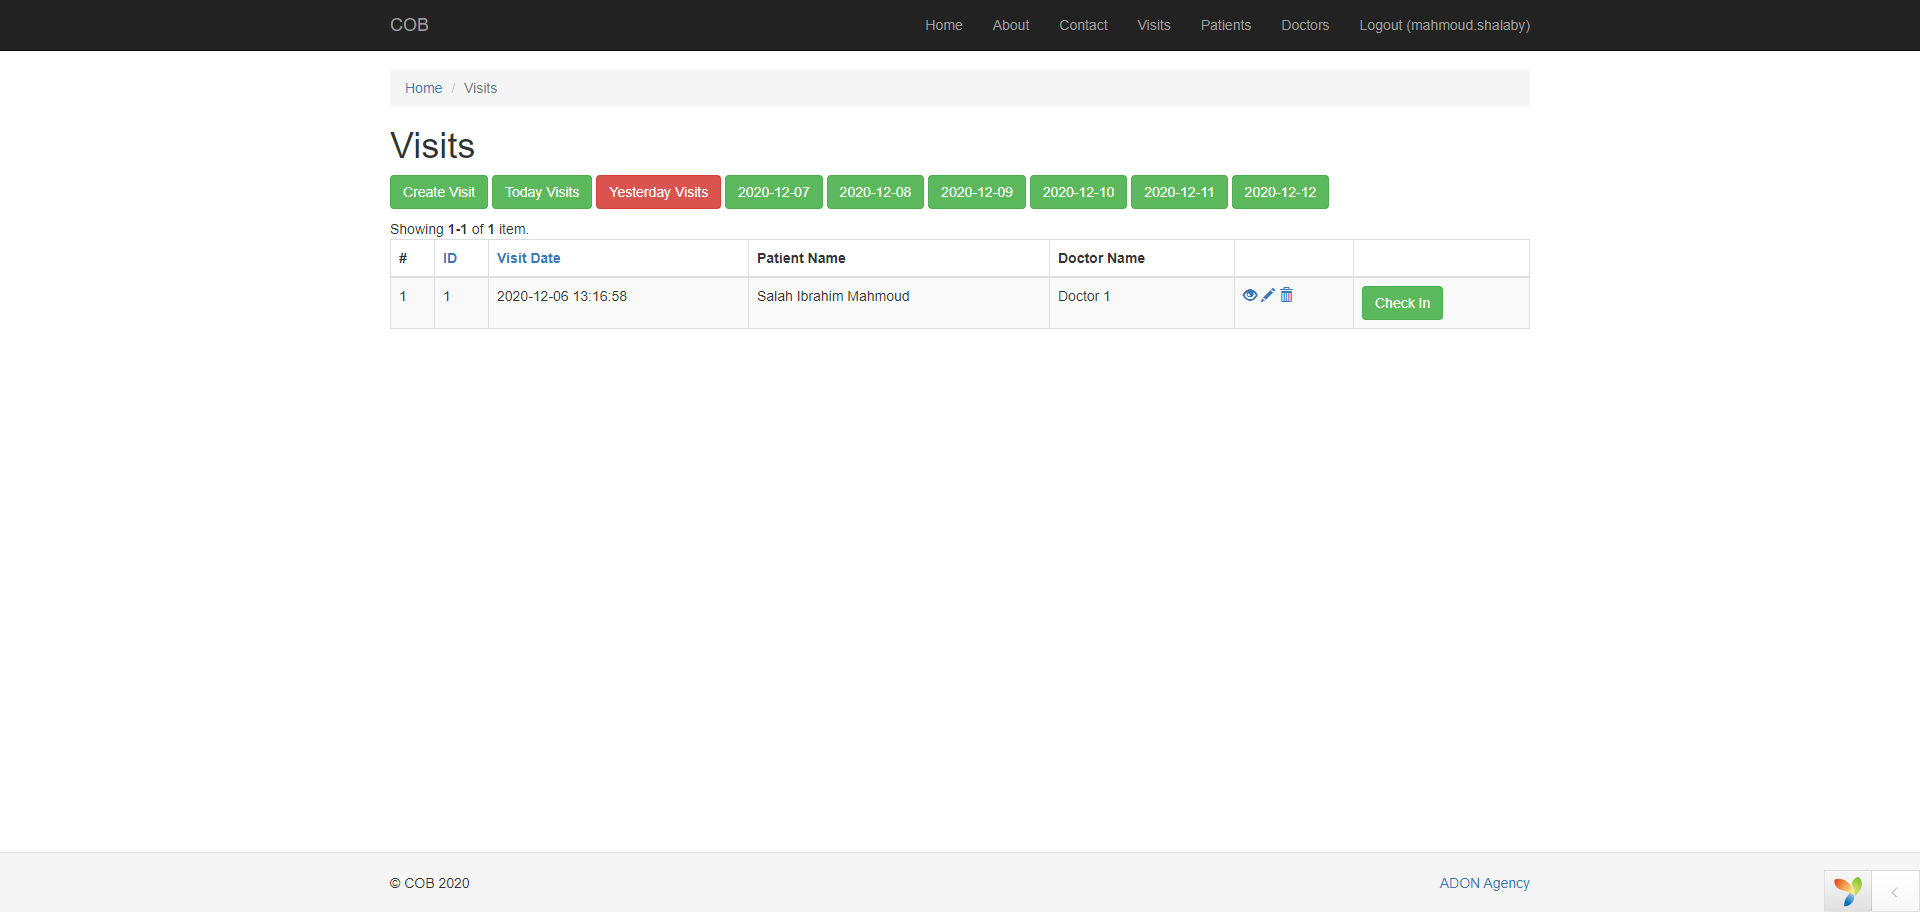 COB Home About Contact Visits Patients Doctors Logout (mahmoud.shalaby)
Home / Visits
Visits
Create Visit Today Visits Yesterday Visits 2020-12-07 2020-12-08 2020-12-09 2020-12-10 2020-12-11 2020-12-12
Showing 1-1 of 1 item.
# ID Visit Date Patient Name Doctor Name
1 1 2020-12-06 13:16:58 Salah Ibrahim Mahmoud Doctor 1 Check In
© COB 2020 ADON Agency